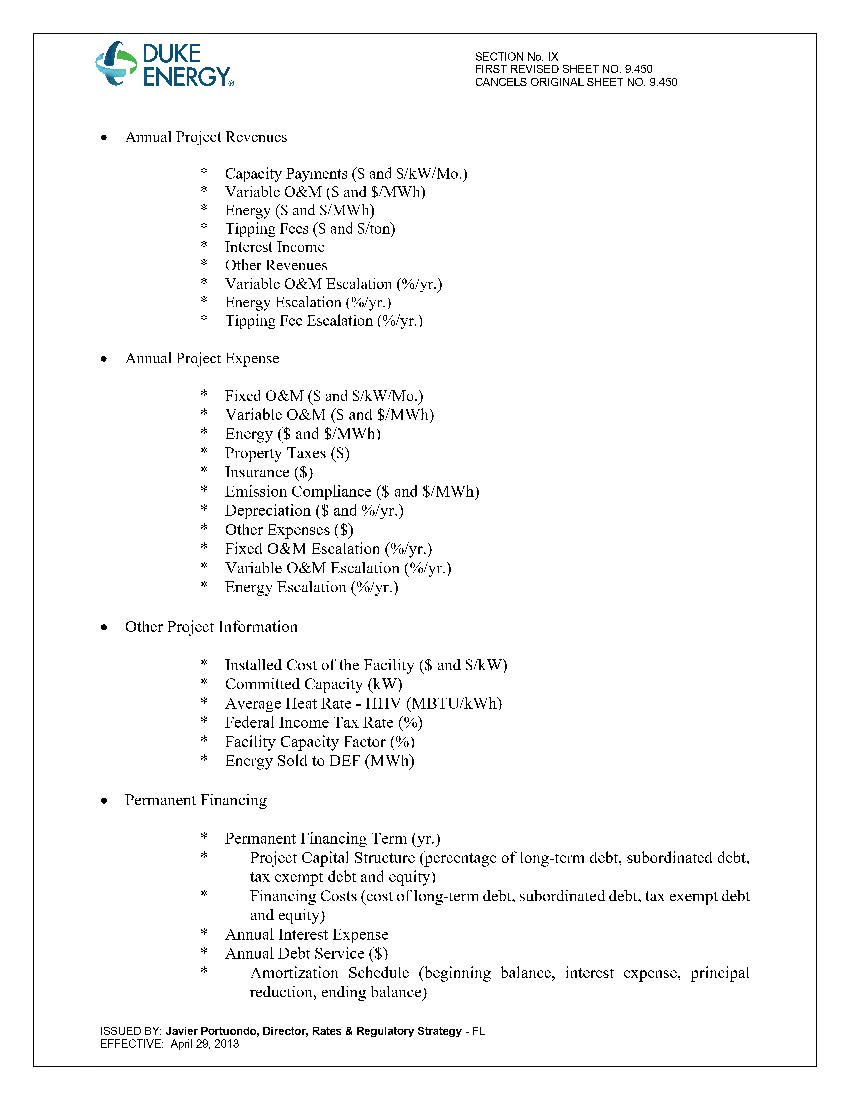 DUKE
ENERGY®
SECTION No. IX
FIRST REVISED SHEET NO. 9.450
CANCELS ORIGINAL SHEET NO. 9.450
• Annual Project Revenues
* Capacity Payments ($ and $/kW/Mo.)
* Variable O&M ($ and $/MWh)
* Energy ($ and $/MWh)
* Tipping Fees ($ and $/ton)
* Interest Income
* Other Revenues
* Variable O&M Escalation (%/yr.)
* Energy Escalation (%/yr.)
* Tipping Fee Escalation (%/yr.)
• Annual Project Expense
* Fixed O&M ($ and $/kW/Mo.)
* Variable O&M ($ and $/MWh)
* Energy ($ and $/MWh)
* Property Taxes ($)
* Insurance ($)
* Emission Compliance ($ and $/MWh)
* Depreciation ($ and %/yr.)
* Other Expenses ($)
* Fixed O&M Escalation (%/yr.)
* Variable O&M Escalation (%/yr.)
* Energy Escalation (%/yr.)
• Other Project Information
* Installed Cost of the Facility ($ and $/kW)
* Committed Capacity (kW)
* Average Heat Rate - HHV (MBTU/kWh)
* Federal Income Tax Rate (%)
* Facility Capacity Factor (%)
* Energy Sold to DEF (MWh)
• Permanent Financing
* Permanent Financing Term (yr.)
* Project Capital Structure (percentage of long-term debt, subordinated debt,
tax exempt debt and equity)
* Financing Costs (cost of long-term debt, subordinated debt, tax exempt debt
and equity)
* Annual Interest Expense
* Annual Debt Service ($)
* Amortization Schedule (beginning balance, interest expense, principal
reduction, ending balance)
ISSUED BY: Javier Portuondo, Director, Rates & Regulatory Strategy - FL
EFFECTIVE: April 29, 2013